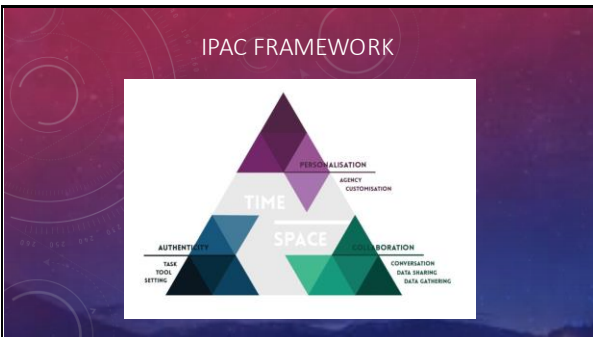 IPAC FRAMEWORK
PERSONALISATION
AGENCY
CUSTOMISATION
TIME
SPACE
AUTHENTICITY
TASK
TOOL
SETTING
COLLABORATION
CONVERSATION
DATA SHARING
DATA GATHERING